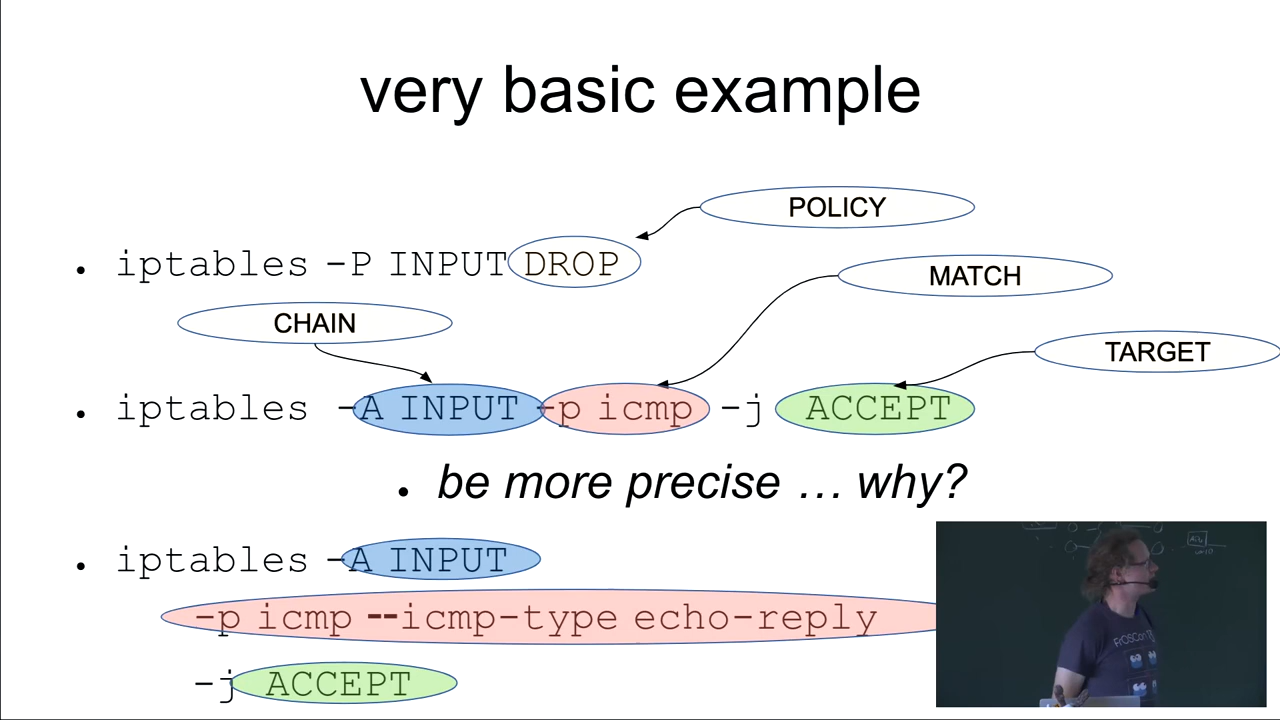 very basic example
POLICY
• iptables -P INPUT DROP
MATCH
CHAIN
TARGET
• iptables -A INPUT -p icmp -j ACCEPT
• be more precise … why?
• iptables -A INPUT
-p icmp --icmp-type echo-reply
-j ACCEPT
FrOSCon